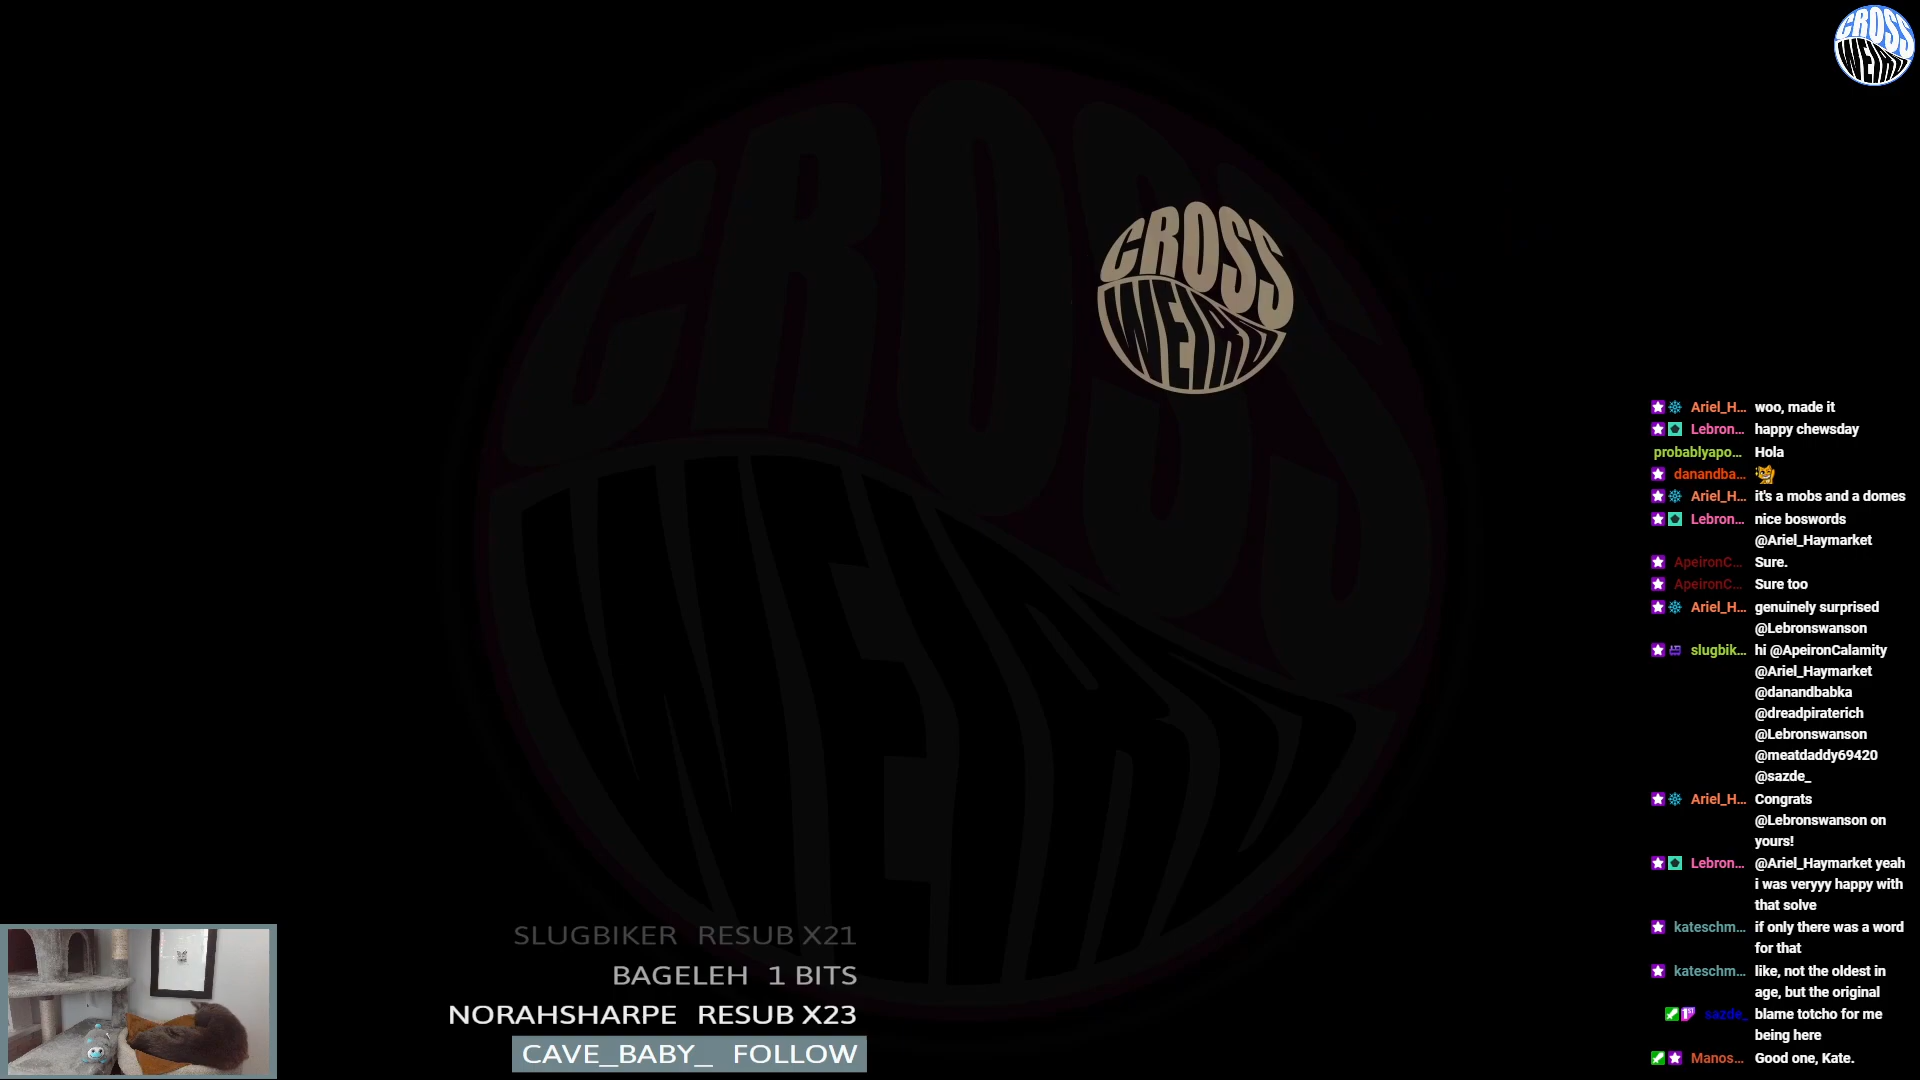 CROSS
WEIRD
CROSS
WEIRD
CROSS
WEIRD
Ariel_H... woo, made it
Lebron... happy chewsday
probablyapo... Hola
danandba...
Ariel_H... it's a mobs and a domes
Lebron... nice boswords
@Ariel_Haymarket
ApeironC... Sure.
ApeironC... Sure too
Ariel_H... genuinely surprised
@Lebronswanson
slugbik... hi @ApeironCalamity
@Ariel_Haymarket
@danandbabka
@dreadpiraterich
@Lebronswanson
@meatdaddy69420
@sazde_
Ariel_H... Congrats
@Lebronswanson on
yours!
Lebron... @Ariel_Haymarket yeah
i was veryyy happy with
that solve
kateschm... if only there was a word
for that
kateschm... like, not the oldest in
age, but the original
sazde_ blame totcho for me
being here
Manos... Good one, Kate.
SLUGBIKER RESUB X21
BAGELEH 1 BITS
NORAHSHARPE RESUB X23
CAVE_BABY_ FOLLOW